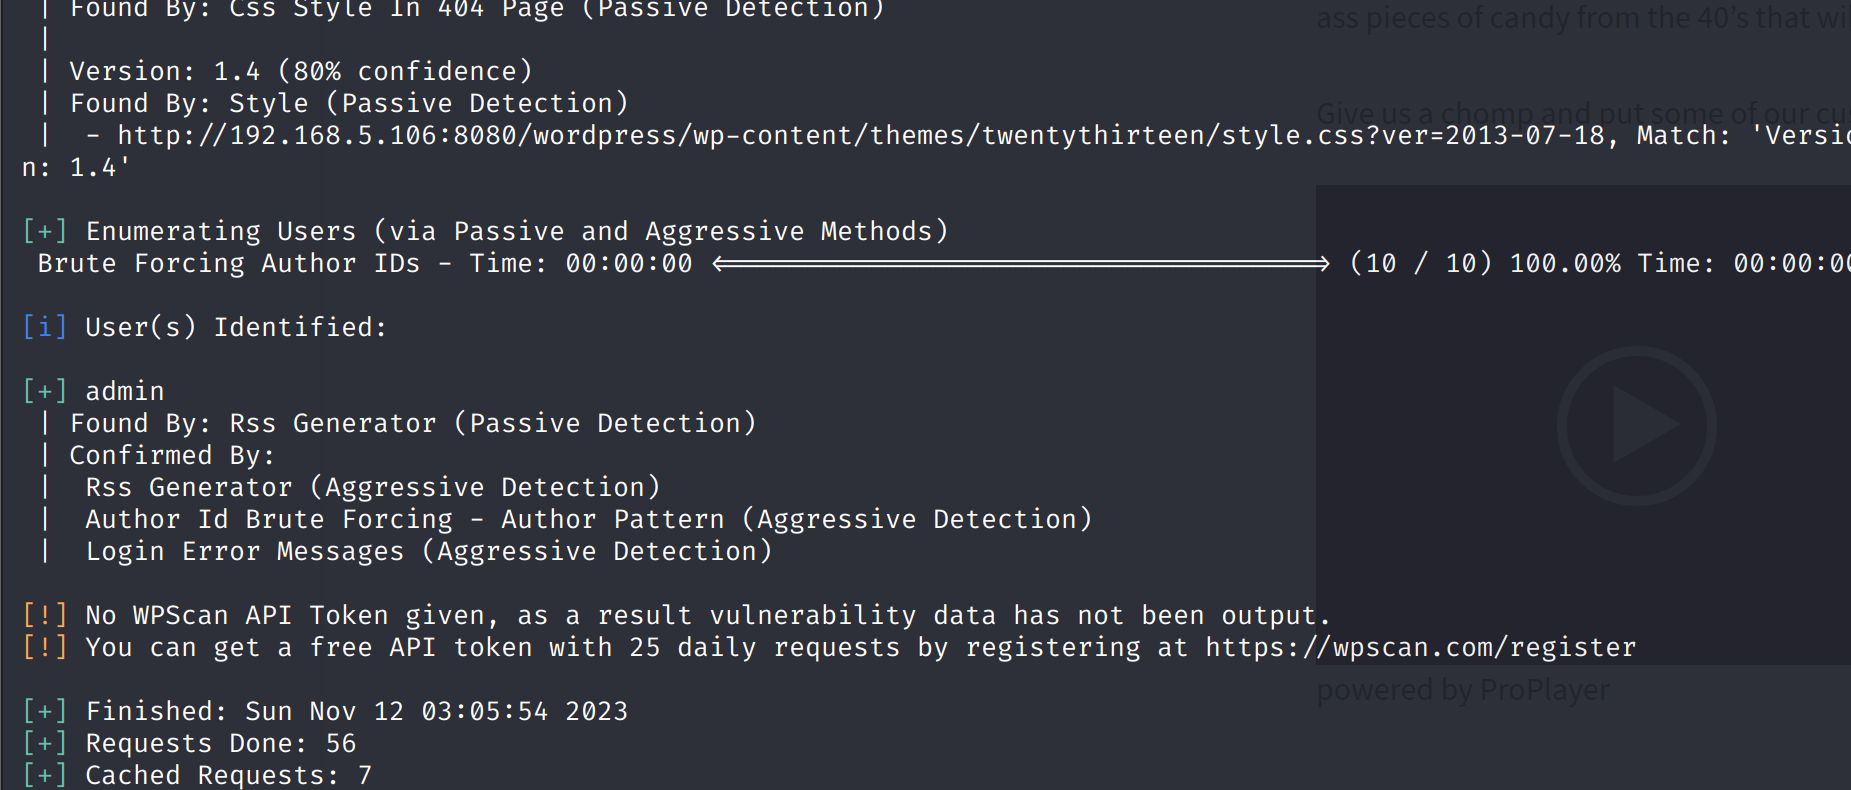 | Found By: Css Style In 404 Page (Passive Detection)
ass pieces of candy from the 40's that wi
|
| Version: 1.4 (80% confidence)
| Found By: Style (Passive Detection)
Give us a chomp and put some of our cus
|  - http://192.168.5.106:8080/wordpress/wp-content/themes/twentythirteen/style.css?ver=2013-07-18, Match: 'Versio
n: 1.4'
[+] Enumerating Users (via Passive and Aggressive Methods)
Brute Forcing Author IDs - Time: 00:00:00 <==============================> (10 / 10) 100.00% Time: 00:00:00
[i] User(s) Identified:
[+] admin
| Found By: Rss Generator (Passive Detection)
| Confirmed By:
|  Rss Generator (Aggressive Detection)
|  Author Id Brute Forcing - Author Pattern (Aggressive Detection)
|  Login Error Messages (Aggressive Detection)
[!] No WPScan API Token given, as a result vulnerability data has not been output.
[!] You can get a free API token with 25 daily requests by registering at https://wpscan.com/register
powered by ProPlayer
[+] Finished: Sun Nov 12 03:05:54 2023
[+] Requests Done: 56
[+] Cached Requests: 7